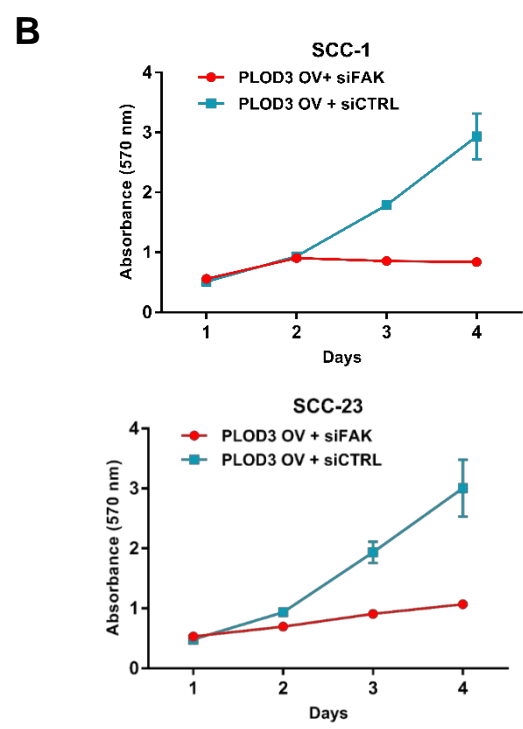 B
SCC-1
PLOD3 OV+ siFAK
PLOD3 OV + siCTRL
Absorbance (570 nm)
4
3
2
1
0
1 2 3 4
Days
SCC-23
PLOD3 OV + siFAK
PLOD3 OV + siCTRL
Absorbance (570 nm)
4
3
2
1
0
1 2 3 4
Days